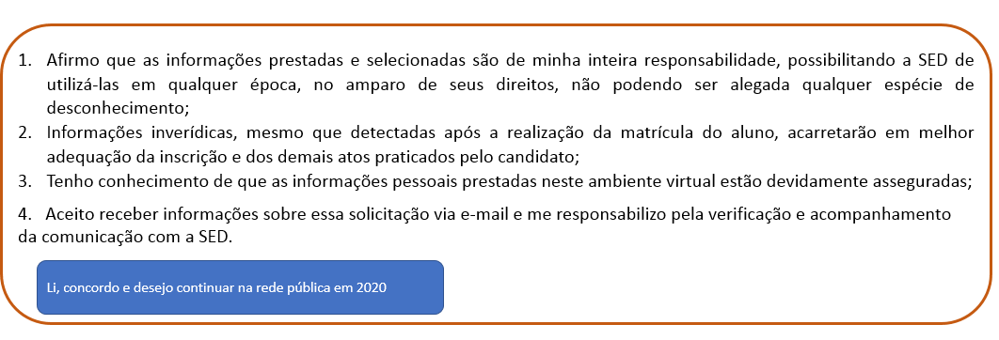 1. Afirmo que as informações prestadas e selecionadas são de minha inteira responsabilidade, possibilitando a SED de
utilizá-las em qualquer época, no amparo de seus direitos, não podendo ser alegada qualquer espécie de
desconhecimento;
2. Informações inverídicas, mesmo que detectadas após a realização da matrícula do aluno, acarretarão em melhor
adequação da inscrição e dos demais atos praticados pelo candidato;
3. Tenho conhecimento de que as informações pessoais prestadas neste ambiente virtual estão devidamente asseguradas;
4. Aceito receber informações sobre essa solicitação via e-mail e me responsabilizo pela verificação e acompanhamento
da comunicação com a SED.
Li, concordo e desejo continuar na rede pública em 2020